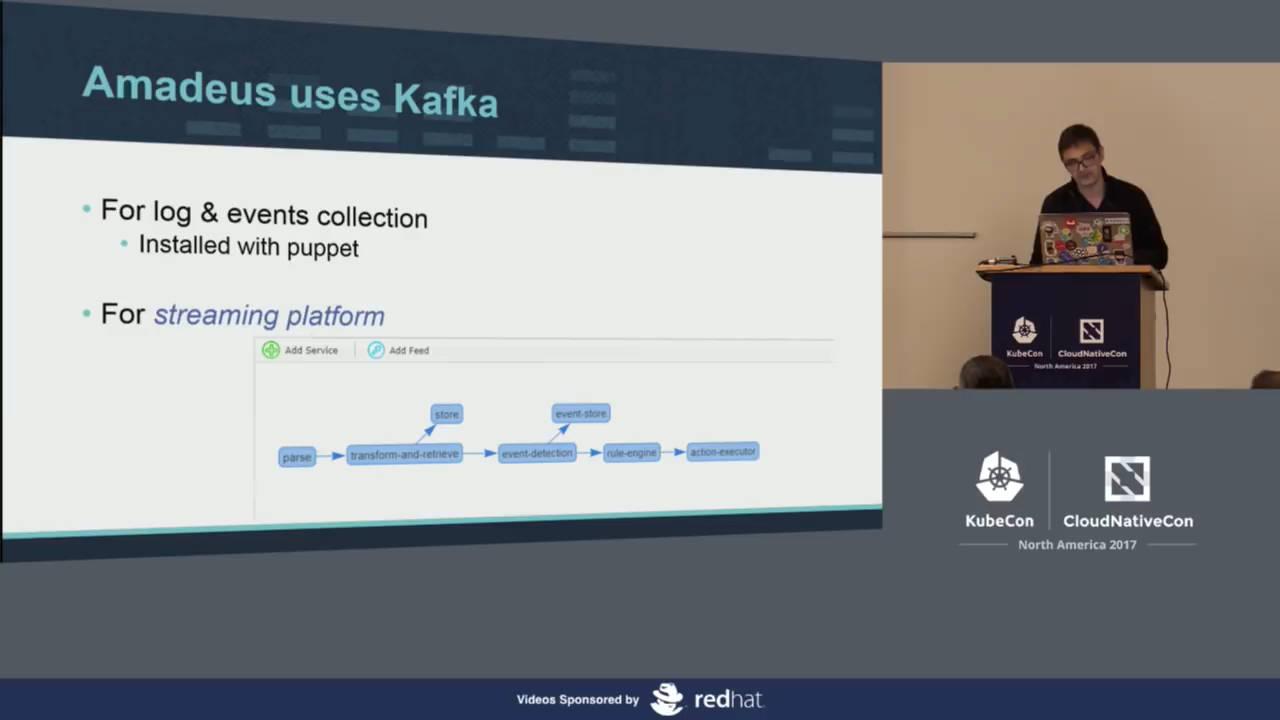 Amadeus uses Kafka
• For log & events collection
• Installed with puppet
• For streaming platform
Add Service
Add Feed
store
event-store
parse
transform-and-retrieve
event-detection
rule-engine
action-executor
KubeCon
CloudNativeCon
North America 2017
KubeCon
CloudNativeCon
North America 2017
Videos Sponsored by
redhat